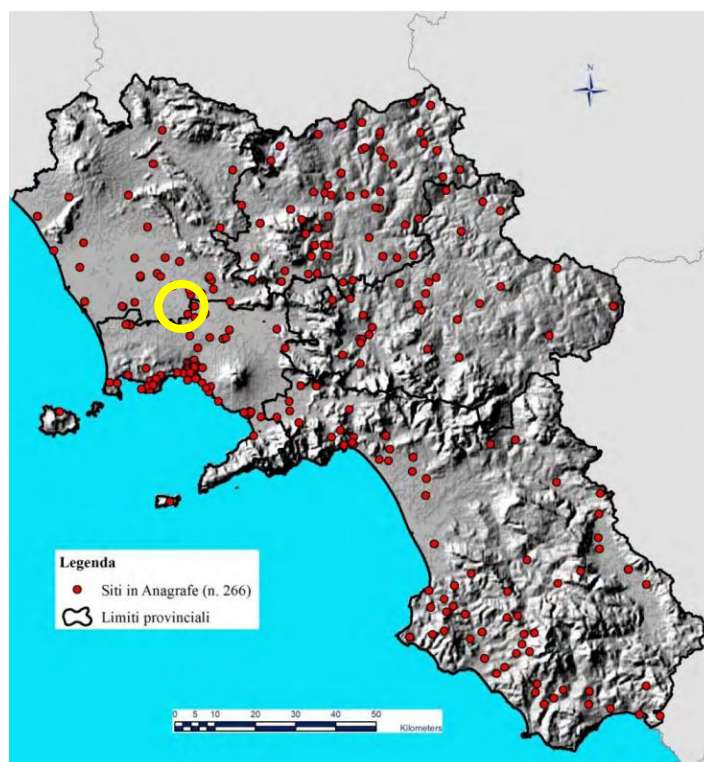 N
Legenda
Siti in Anagrafe (n. 266)
Limiti provinciali
0 5 10 20 30 40 50
Kilometers